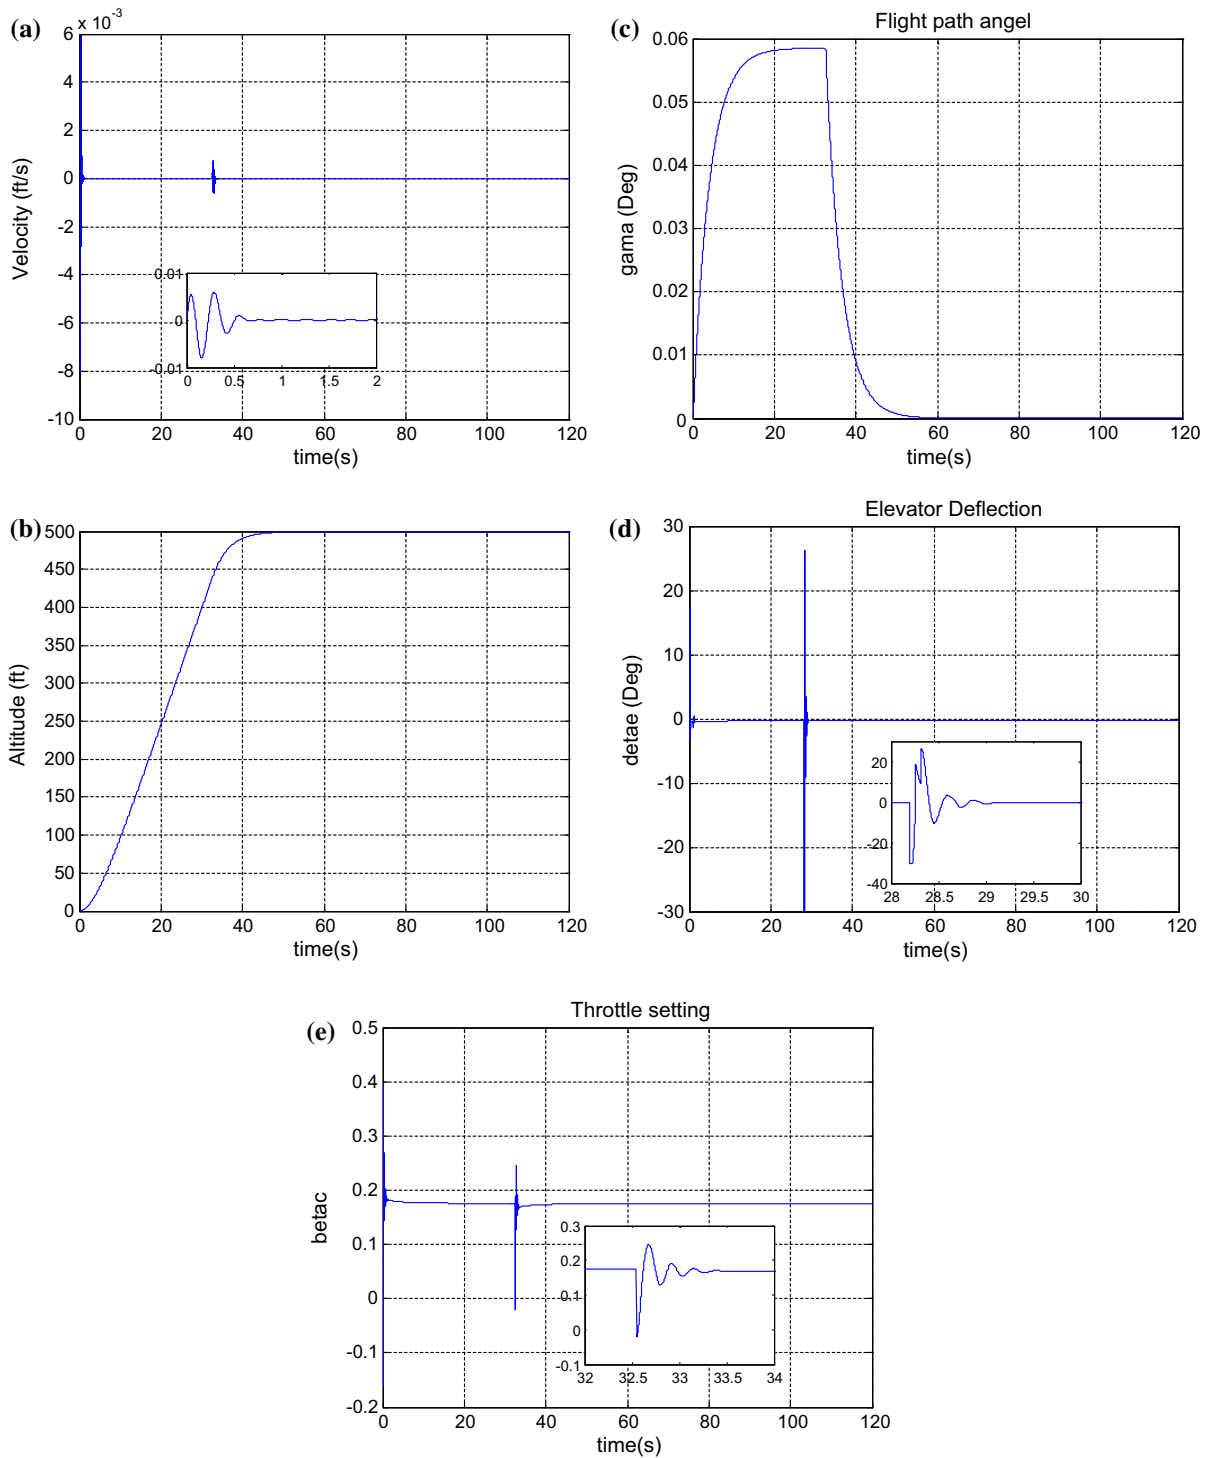 (a)
x 10-3
6
4
2
0
-2
-4
-6
-8
-10
Velocity (ft/s)
0.01
0
-0.01
0 0.5 1 1.5 2
0 20 40 60 80 100 120
time(s)
(c)
Flight path angel
0.06
0.05
0.04
0.03
0.02
0.01
0
gama (Deg)
0 20 40 60 80 100 120
time(s)
(b)
500
450
400
350
300
250
200
150
100
50
0
Altitude (ft)
0 20 40 60 80 100 120
time(s)
(d)
Elevator Deflection
30
20
10
0
-10
-20
-30
detae (Deg)
20
0
-20
-40
28 28.5 29 29.5 30
0 20 40 60 80 100 120
time(s)
(e)
Throttle setting
0.5
0.4
0.3
0.2
0.1
0
-0.1
-0.2
betac
0.3
0.2
0.1
0
-0.1
32 32.5 33 33.5 34
0 20 40 60 80 100 120
time(s)